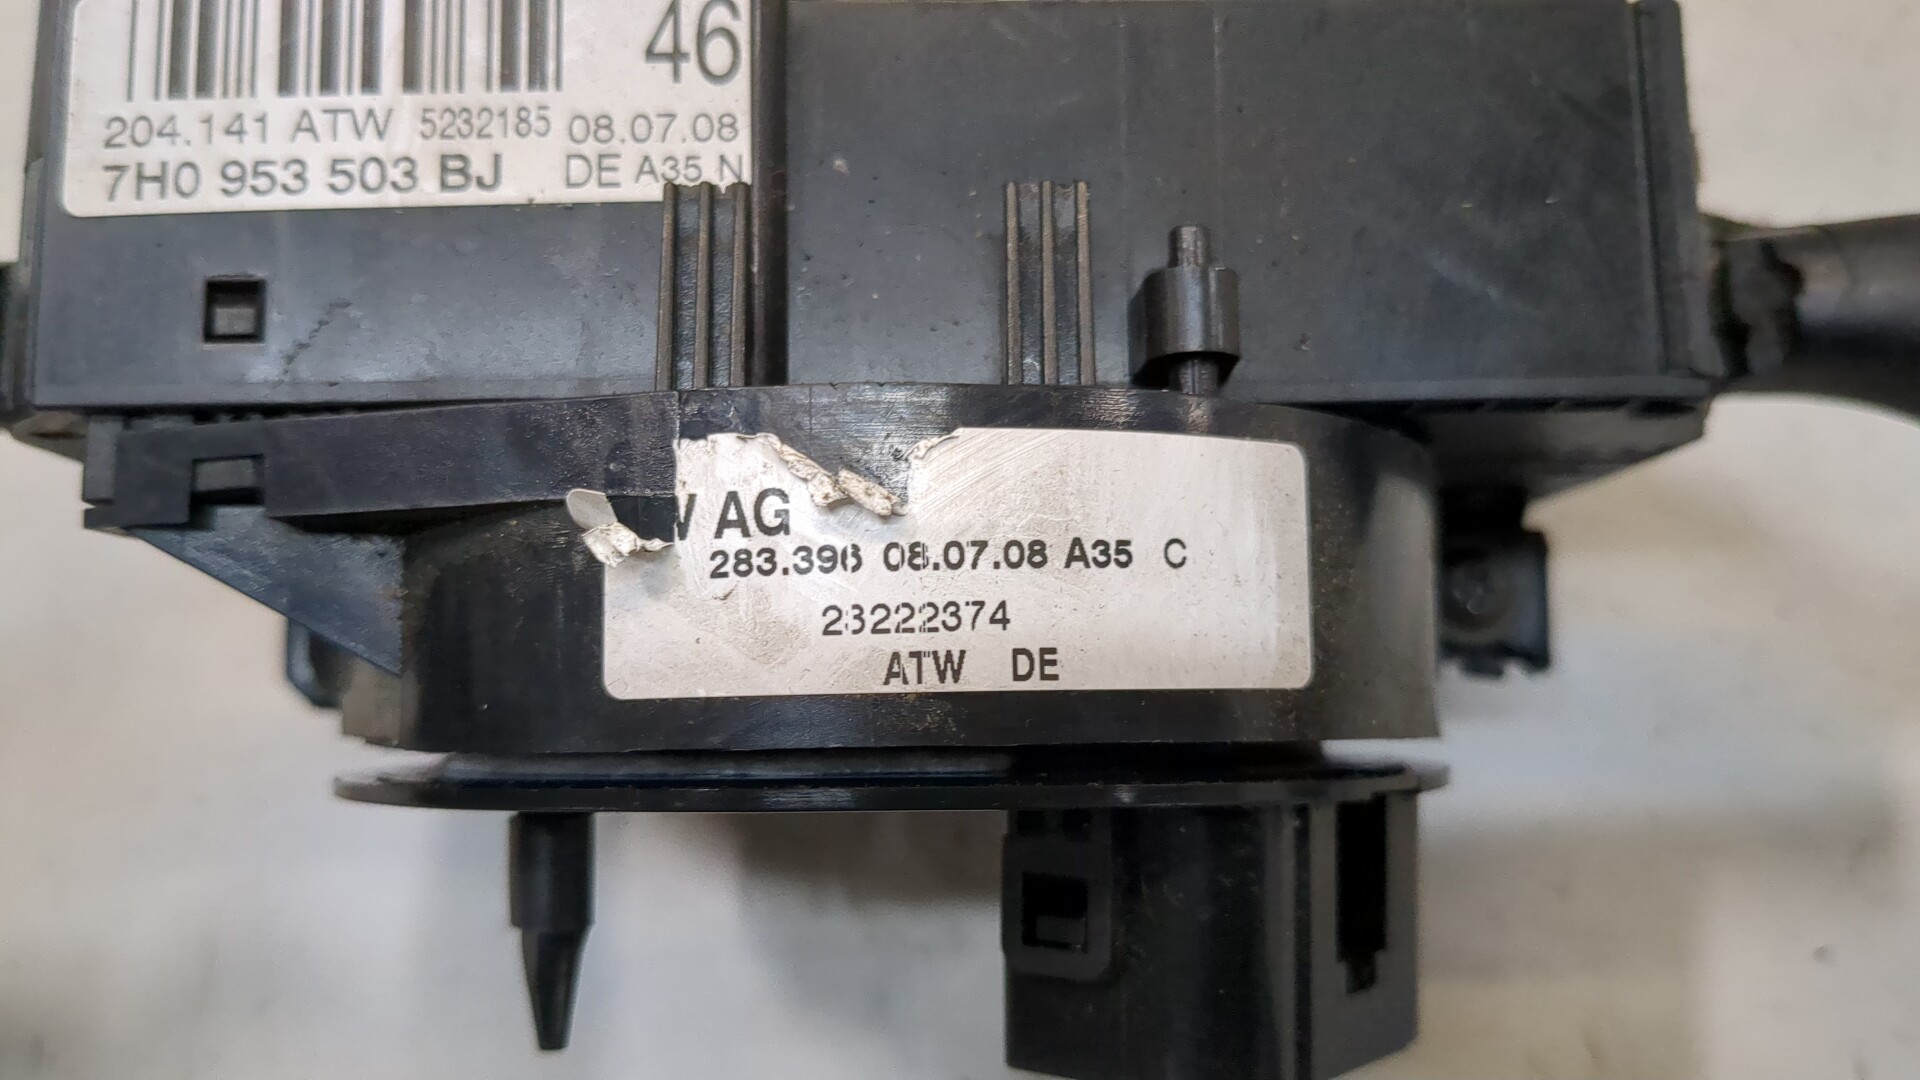 46
204.141 ATW 5232185 08.07.08
7H0 953 503 BJ DE A35 N
AG
283.396 08.07.08 A35 C
23222374
ATW DE